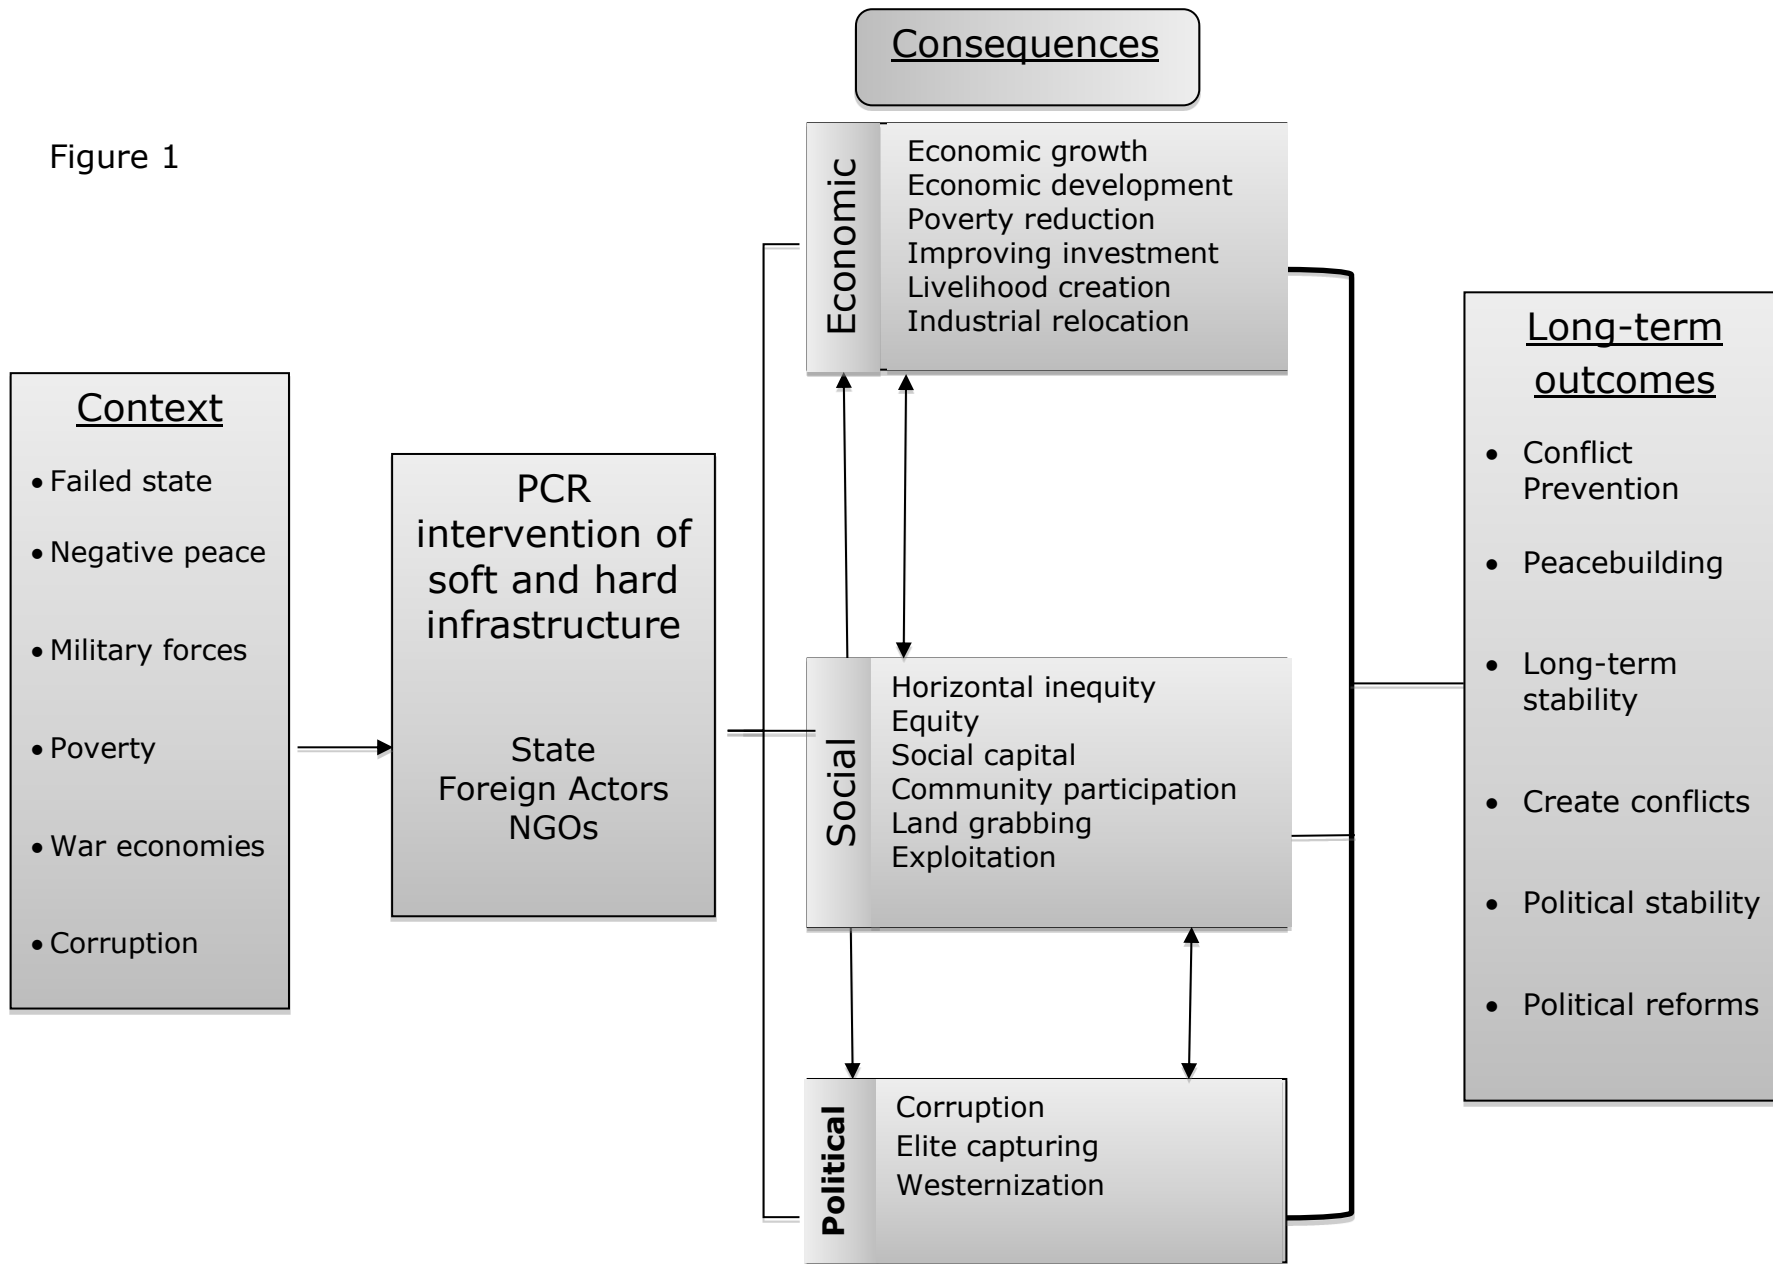 Consequences
Figure 1
Economic
Economic growth
Economic development
Poverty reduction
Improving investment
Livelihood creation
Industrial relocation
Context
• Failed state
• Negative peace
• Military forces
• Poverty
• War economies
• Corruption
PCR
intervention of
soft and hard
infrastructure
State
Foreign Actors
NGOs
Social
Horizontal inequity
Equity
Social capital
Community participation
Land grabbing
Exploitation
Political
Corruption
Elite capturing
Westernization
Long-term
outcomes
• Conflict
Prevention
• Peacebuilding
• Long-term
stability
• Create conflicts
• Political stability
• Political reforms